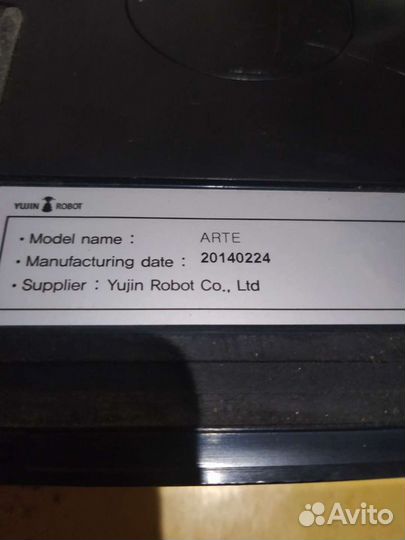 YUJIN ROBOT
· Model name : ARTE
· Manufacturing date : 20140224
· Supplier : Yujin Robot Co., Ltd
Avito